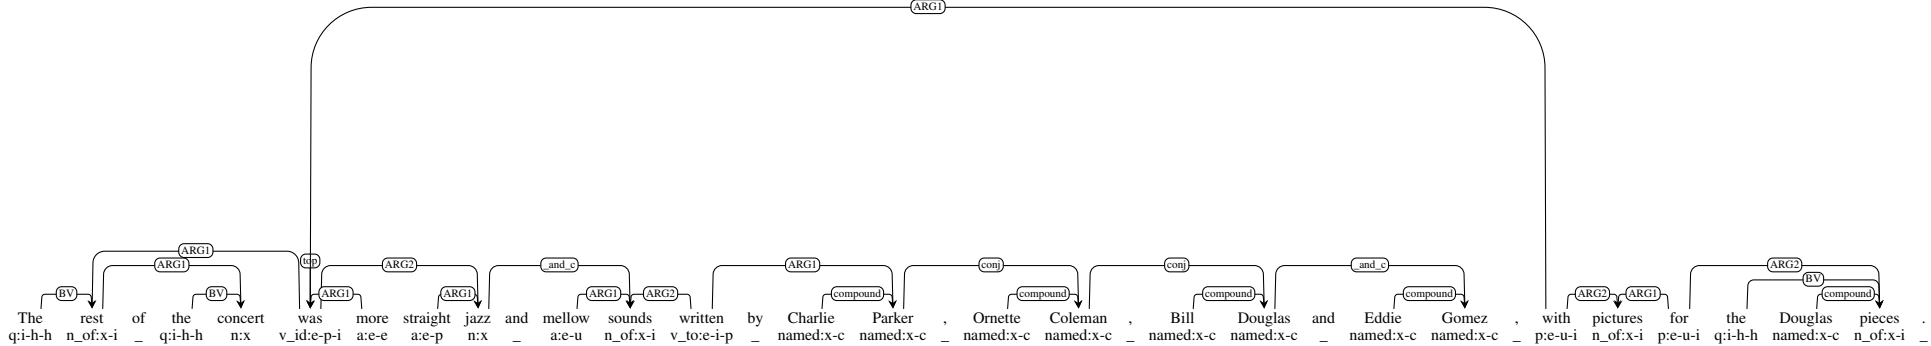 ARG1
ARG1
ARG1 top ARG2 _and_c ARG1 conj conj _and_c ARG2
BV
BV BV ARG1 ARG1 ARG1 ARG2 compound compound compound compound ARG2 ARG1 compound
The rest of the concert was more straight jazz and mellow sounds written by Charlie Parker , Ornette Coleman , Bill Douglas and Eddie Gomez , with pictures for the Douglas pieces .
q:i-h-h n_of:x-i _ q:i-h-h n:x v_id:e-p-i a:e-e a:e-p n:x _ a:e-u n_of:x-i v_to:e-i-p _ named:x-c named:x-c _ named:x-c named:x-c _ named:x-c named:x-c _ named:x-c named:x-c _ p:e-u-i n_of:x-i p:e-u-i q:i-h-h named:x-c n_of:x-i _